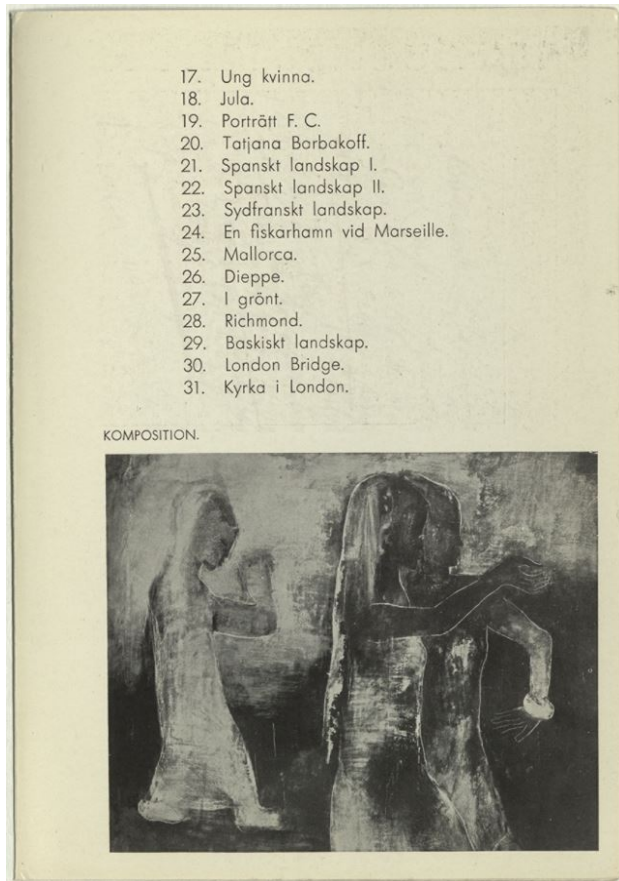 17. Ung kvinna.
18. Jula.
19. Porträtt F. C.
20. Tatjana Barbakoff.
21. Spanskt landskap I.
22. Spanskt landskap II.
23. Sydfranskt landskap.
24. En fiskarhamn vid Marseille.
25. Mallorca.
26. Dieppe.
27. I grönt.
28. Richmond.
29. Baskiskt landskap.
30. London Bridge.
31. Kyrka i London.
KOMPOSITION.